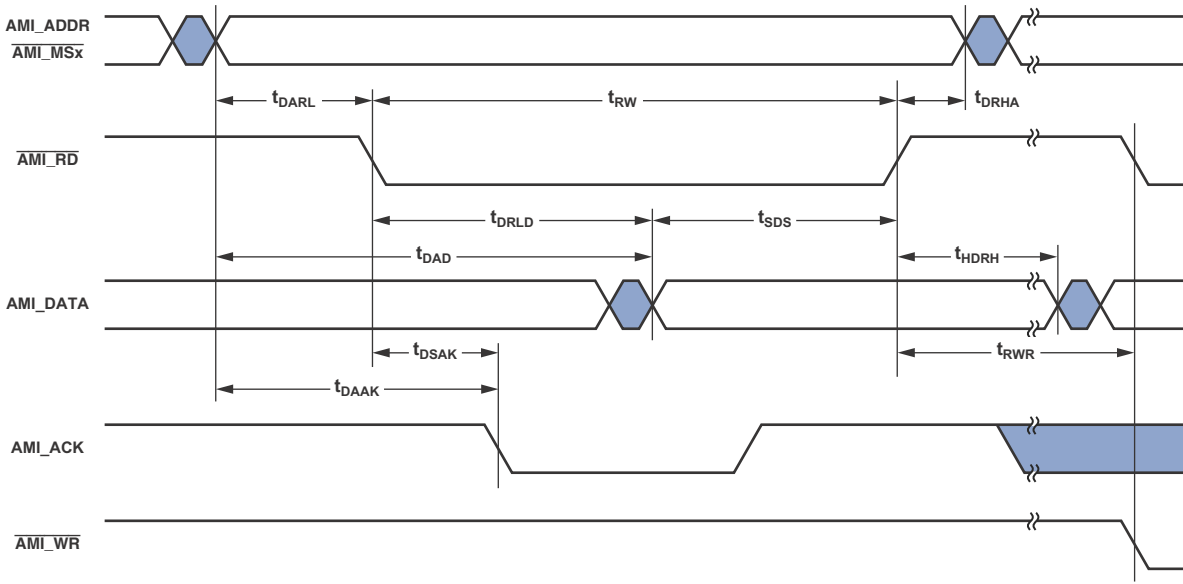 AMI_ADDR
AMI_MSx
tDARL
tRW
tDRHA
AMI_RD
tDRLD
tSDS
tDAD
tHDRH
AMI_DATA
tDSAK
tRWR
tDAAK
AMI_ACK
AMI_WR